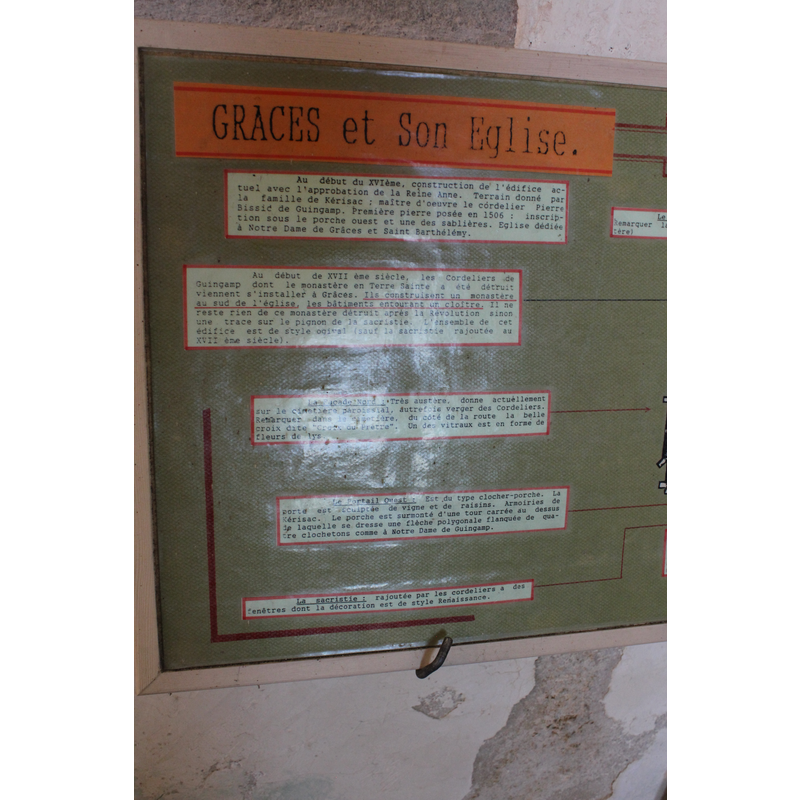 GRACES et Son Eglise.
Au début du XVIème, construction de l'édifice ac-
tuel avec l'approbation de la Reine Anne. Terrain donné par
la famille de Kérisac ; maître d'oeuvre le cordelier Pierre
Bissic de Guingamp. Première pierre posée en 1506 : inscrip-
tion sous le porche ouest et une des sablières. Eglise dédiée
à Notre Dame de Grâces et Saint Barthélémy.
Remarquer
Au début de XVII ème siècle, les Cordeliers de
Guingamp dont le monastère en Terre Sainte a été détruit
viennent s'installer à Grâces. Ils construisent un monastère
au sud de l'église, les bâtiments entourant un cloître. Il ne
reste rien de ce monastère détruit après la Révolution sinon
une trace sur le pignon de la sacristie. L'ensemble de cet
édifice est de style ogival (sauf la sacristie rajoutée au
XVII ème siècle).
La façade Nord : Très austère, donne actuellement
sur le cimetière paroissial, Autrefois verger des Cordeliers.
Remarquer dans le cimetière, du côté de la route la belle
croix dite Un des vitraux est en forme de
fleurs de lys
Le Portail Ouest : Est du type clocher-porche. La
porte est sculptée de vigne et de raisins. Armoiries de
Kérisac. Le porche est surmonté d'une tour carrée au dessus
de laquelle se dresse une flèche polygonale flanquée de qua-
tre clochetons comme à Notre Dame de Guingamp.
La sacristie : rajoutée par les cordeliers a des
fenêtres dont la décoration est de style Renaissance.